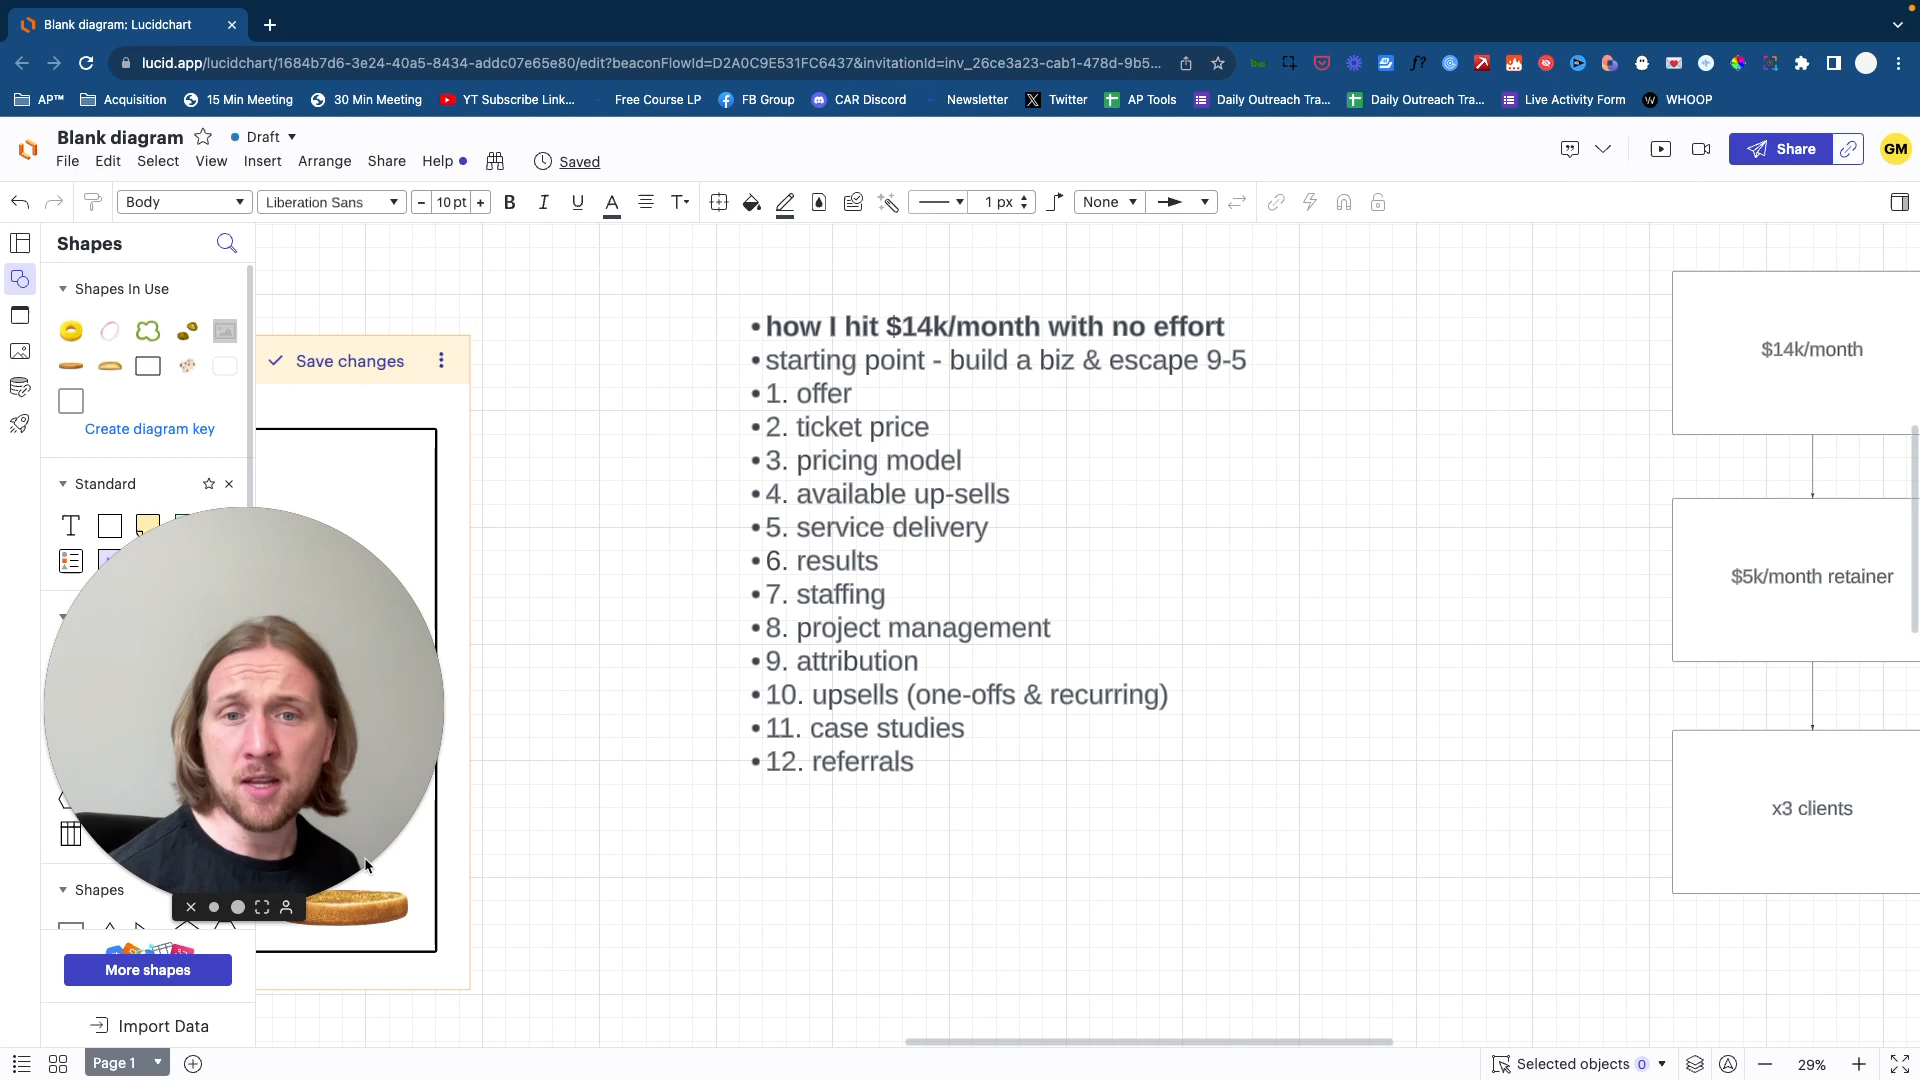 Blank diagram: Lucidchart
lucid.app/lucidchart/1684b7d6-3e24-40a5-8434-addc07e65e80/edit?beaconFlowId=D2A0C9E531FC6437&invitationId=inv_26ce3a23-cab1-478d-9b5...
AP™ Acquisition 15 Min Meeting 30 Min Meeting YT Subscribe Link... Free Course LP FB Group CAR Discord Newsletter Twitter AP Tools Daily Outreach Tra... Daily Outreach Tra... Live Activity Form WHOOP
Blank diagram Draft
File Edit Select View Insert Arrange Share Help Saved
Share
GM
Body Liberation Sans - 10 pt + B I U A T 1 px None
Shapes
Shapes In Use
Create diagram key
Standard
Shapes
More shapes
Import Data
Save changes
• how I hit $14k/month with no effort
• starting point - build a biz & escape 9-5
• 1. offer
• 2. ticket price
• 3. pricing model
• 4. available up-sells
• 5. service delivery
• 6. results
• 7. staffing
• 8. project management
• 9. attribution
• 10. upsells (one-offs & recurring)
• 11. case studies
• 12. referrals
$14k/month
$5k/month retainer
x3 clients
Page 1
Selected objects 0
29%